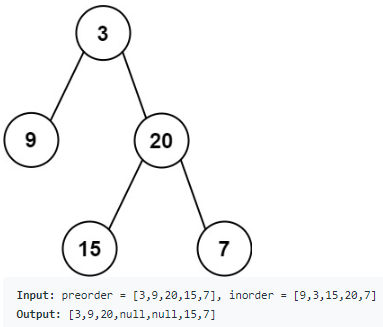 3
9
20
15
7
Input: preorder = [3,9,20,15,7], inorder = [9,3,15,20,7]
Output: [3,9,20,null,null,15,7]